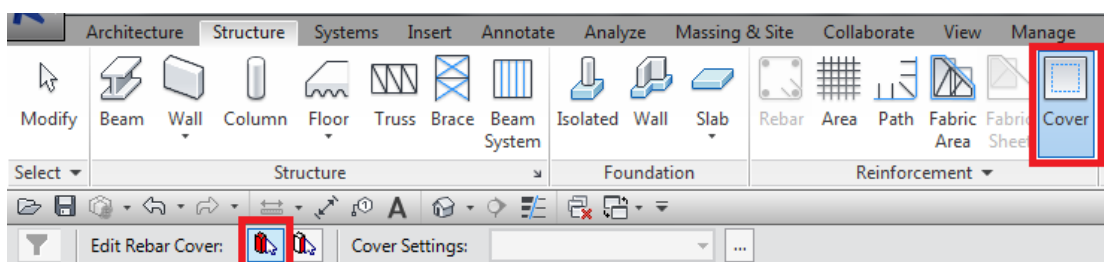 Architecture Structure Systems Insert Annotate Analyze Massing & Site Collaborate View Manage
Modify Beam Wall Column Floor Truss Brace Beam System Isolated Wall Slab Rebar Area Path Fabric Area Fabric Sheet Cover
Select Structure Foundation Reinforcement
A
Edit Rebar Cover: Cover Settings: ...